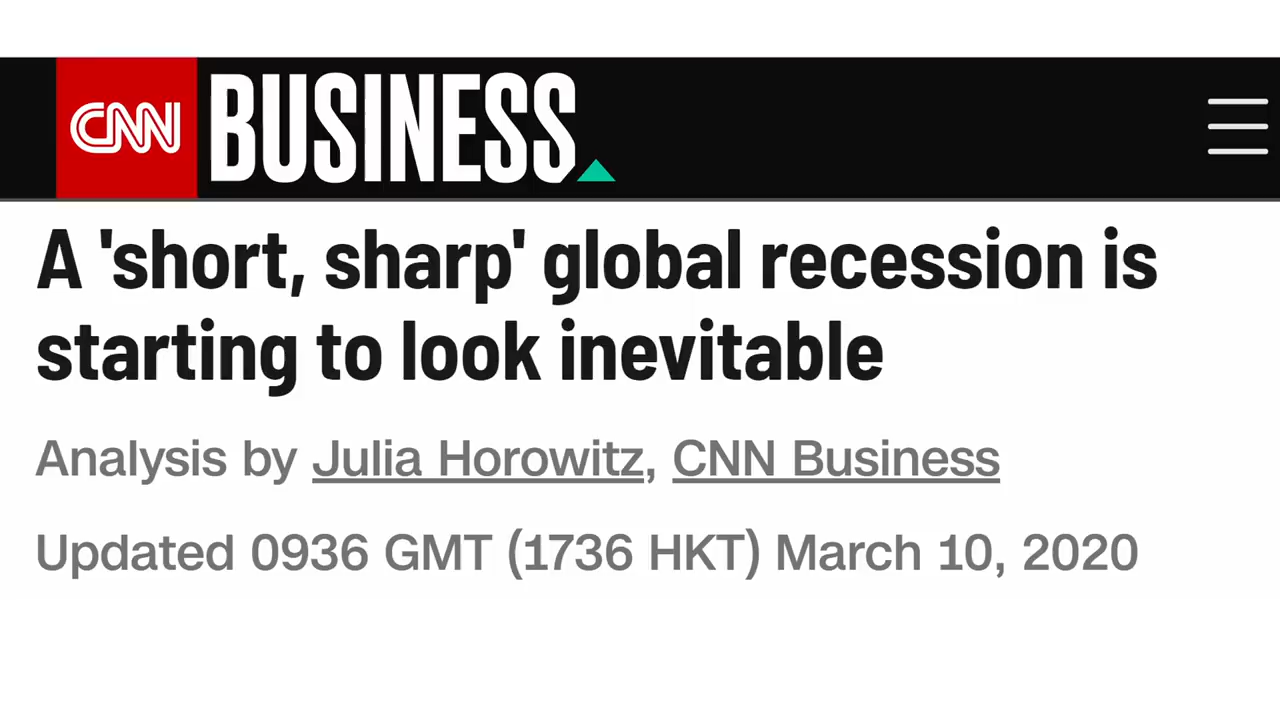 CNN BUSINESS
A 'short, sharp' global recession is
starting to look inevitable
Analysis by Julia Horowitz, CNN Business
Updated 0936 GMT (1736 HKT) March 10, 2020